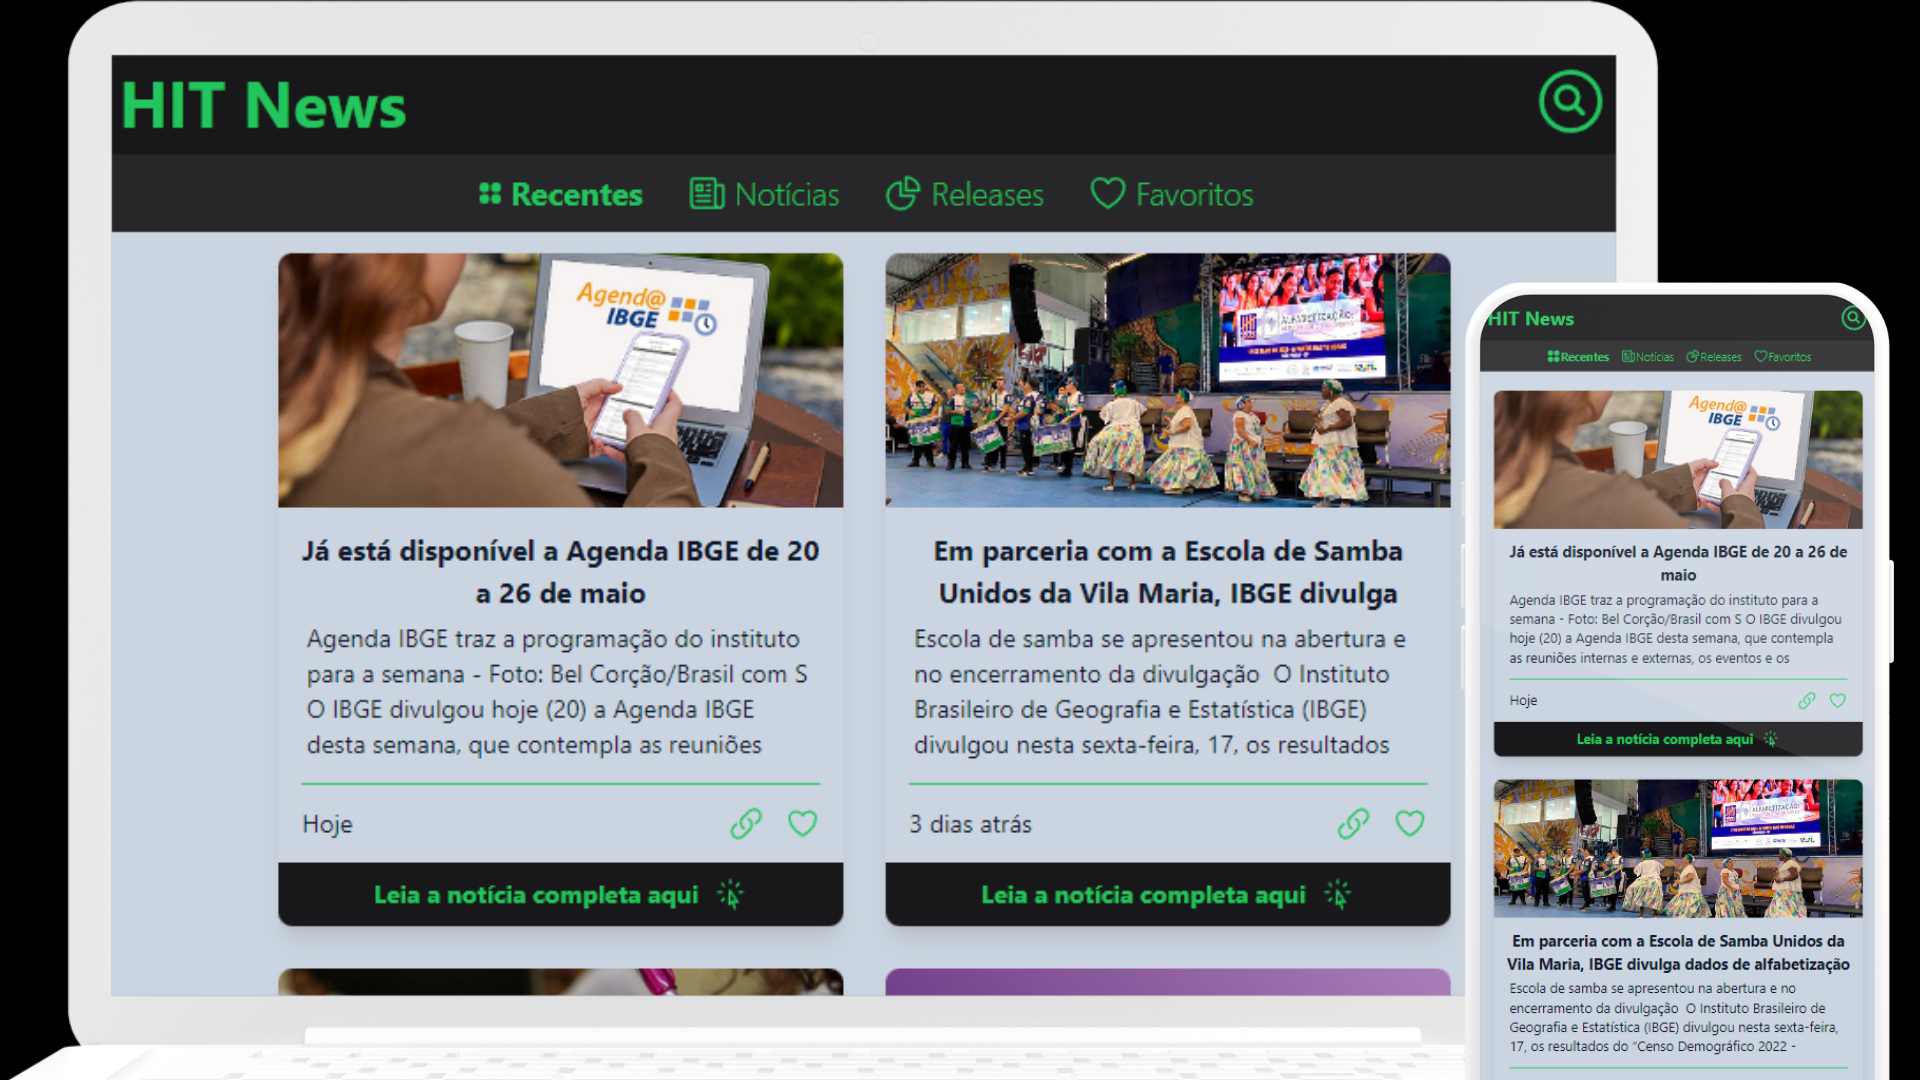 HIT News
Recentes
Notícias
Releases
Favoritos
Agend@
IBGE
ALFABETIZAÇÃO:
Já está disponível a Agenda IBGE de 20
a 26 de maio
Agenda IBGE traz a programação do instituto
para a semana - Foto: Bel Corção/Brasil com S
O IBGE divulgou hoje (20) a Agenda IBGE
desta semana, que contempla as reuniões
Hoje
Leia a notícia completa aqui
Em parceria com a Escola de Samba
Unidos da Vila Maria, IBGE divulga
Escola de samba se apresentou na abertura e
no encerramento da divulgação  O Instituto
Brasileiro de Geografia e Estatística (IBGE)
divulgou nesta sexta-feira, 17, os resultados
3 dias atrás
Leia a notícia completa aqui
HIT News
Recentes
Notícias
Releases
Favoritos
Agend@
IBGE
Já está disponível a Agenda IBGE de 20 a 26 de
maio
Agenda IBGE traz a programação do instituto para a
semana - Foto: Bel Corção/Brasil com S O IBGE divulgou
hoje (20) a Agenda IBGE desta semana, que contempla
as reuniões internas e externas, os eventos e os
Hoje
Leia a notícia completa aqui
ALFABETIZAÇÃO:
Em parceria com a Escola de Samba Unidos da
Vila Maria, IBGE divulga dados de alfabetização
Escola de samba se apresentou na abertura e no
encerramento da divulgação  O Instituto Brasileiro de
Geografia e Estatística (IBGE) divulgou nesta sexta-feira,
17, os resultados do “Censo Demográfico 2022 -